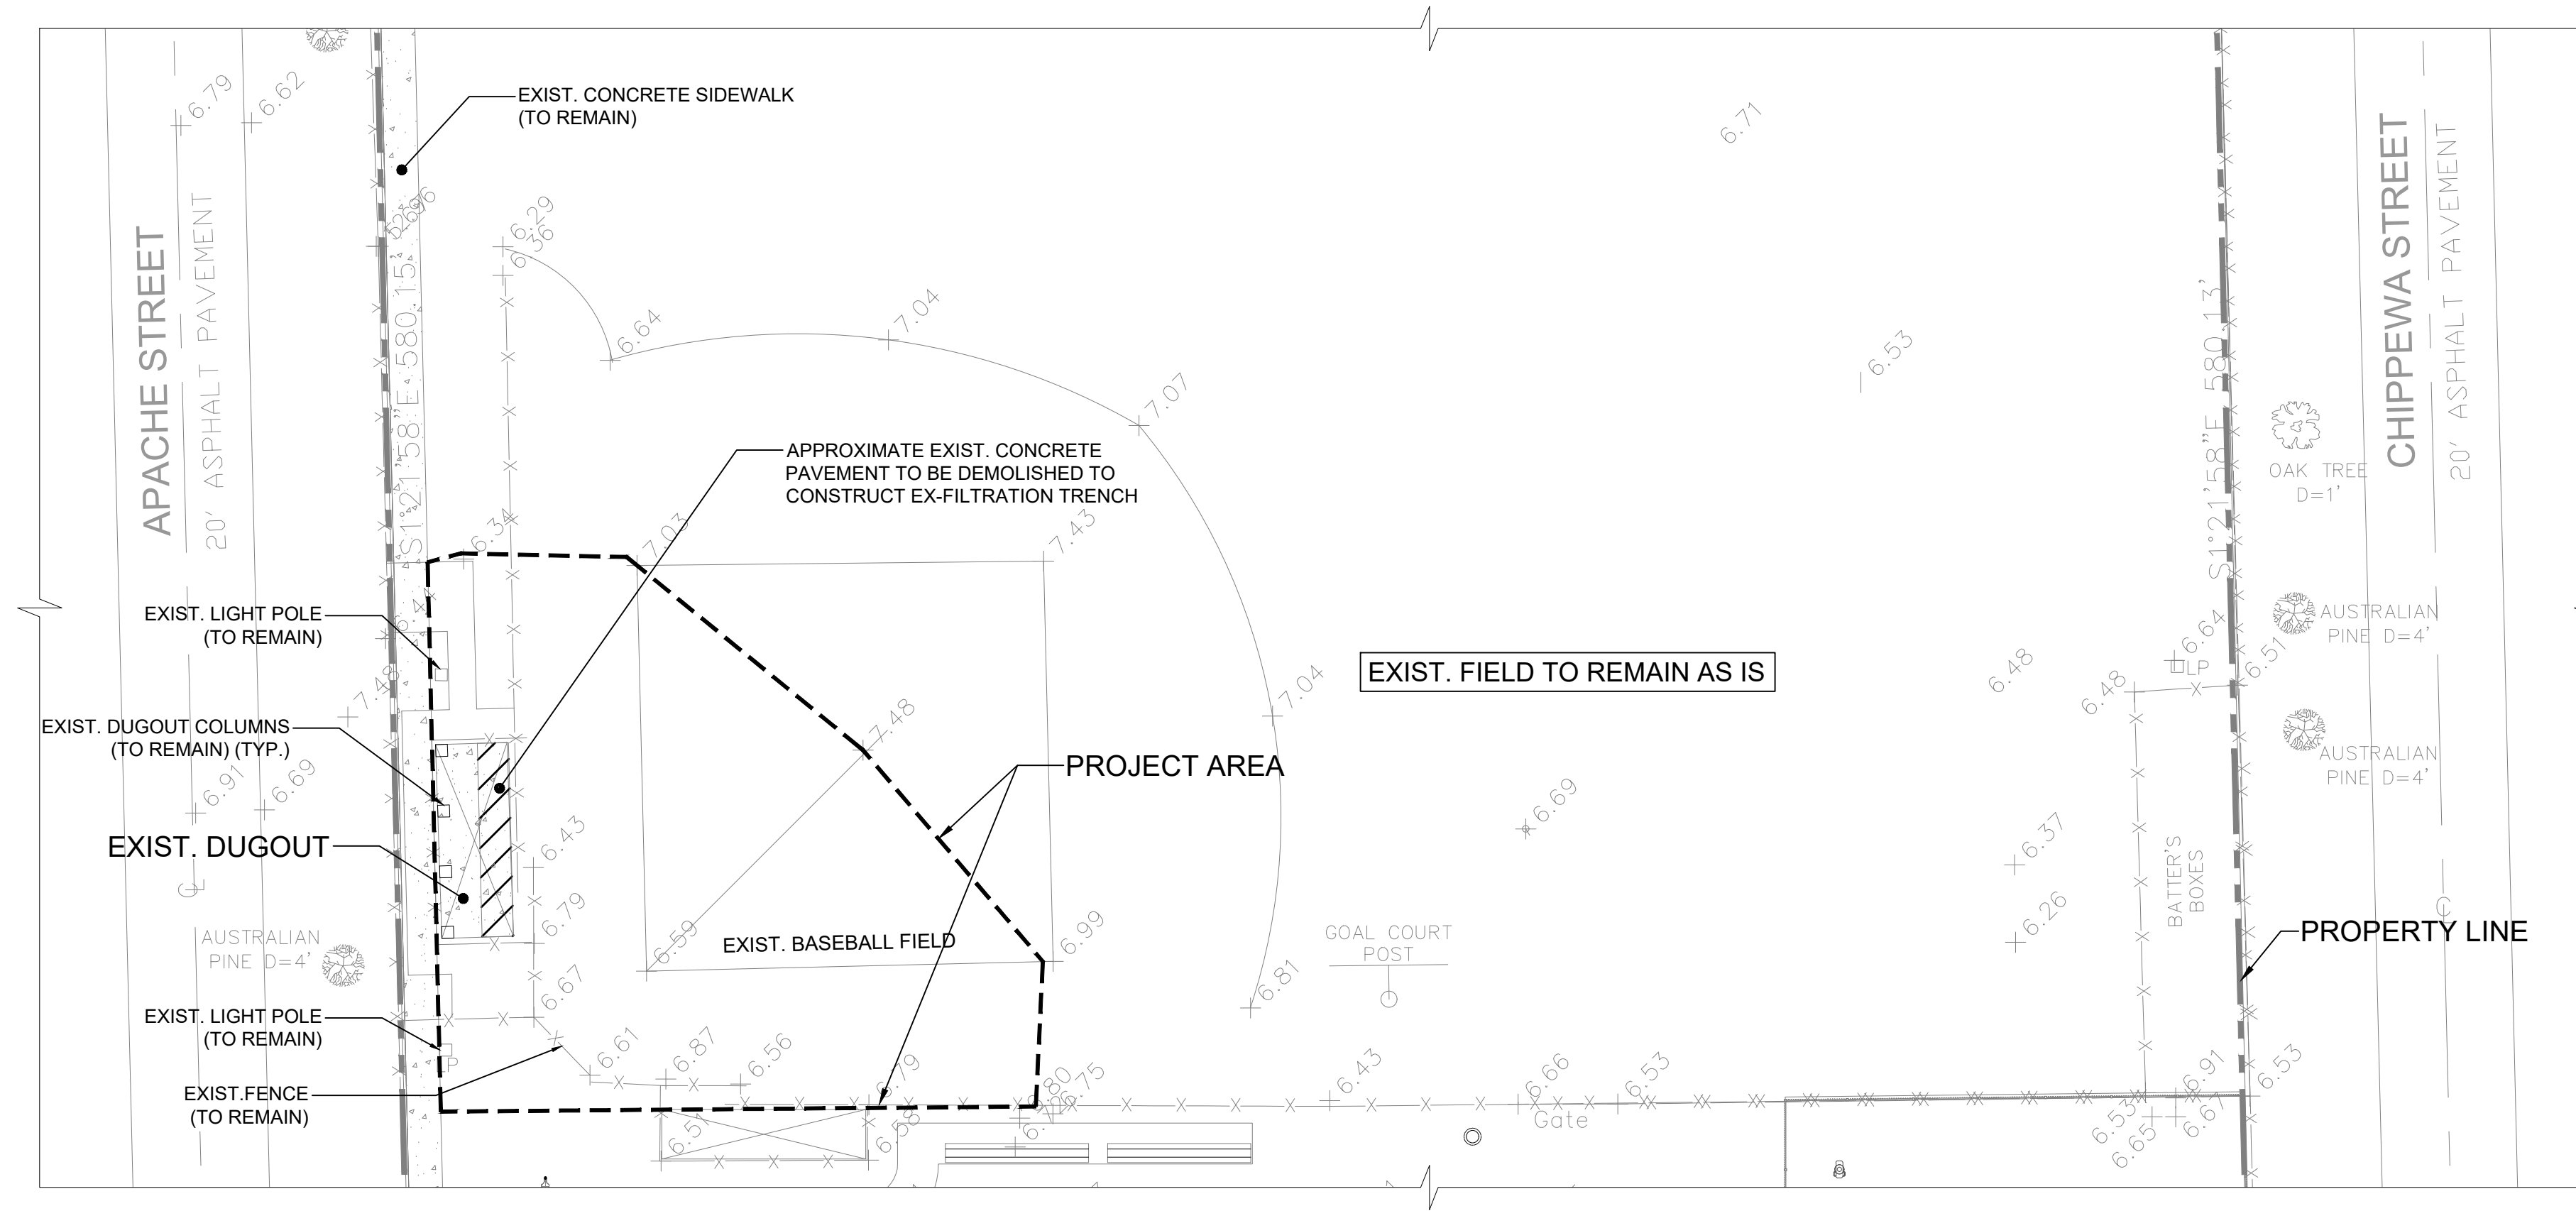 EXIST. CONCRETE SIDEWALK
(TO REMAIN)
6.79
6.62
6.71
APACHE STREET
20' ASPHALT PAVEMENT
S1°21'58"E 580.15'
CHIPPEWA STREET
20' ASPHALT PAVEMENT
S1°21'58"E 580.13'
6.29
6.36
6.64
7.04
7.07
6.53
OAK TREE
D=1'
APPROXIMATE EXIST. CONCRETE
PAVEMENT TO BE DEMOLISHED TO
CONSTRUCT EX-FILTRATION TRENCH
6.34
7.03
7.43
EXIST. LIGHT POLE
(TO REMAIN)
7.48
AUSTRALIAN
PINE D=4'
6.64
LP
6.51
6.48
6.48
EXIST. FIELD TO REMAIN AS IS
7.04
7.48
EXIST. DUGOUT COLUMNS
(TO REMAIN) (TYP.)
AUSTRALIAN
PINE D=4'
PROJECT AREA
6.91
6.69
6.69
EXIST. DUGOUT
6.43
6.37
BATTER'S
BOXES
6.79
6.26
AUSTRALIAN
PINE D=4'
6.59
EXIST. BASEBALL FIELD
6.99
GOAL COURT
POST
PROPERTY LINE
6.67
6.81
EXIST. LIGHT POLE
(TO REMAIN)
6.61
6.87
6.56
6.79
6.75
6.43
6.66
6.53
6.91
6.53
EXIST.FENCE
(TO REMAIN)
Gate
6.58
6.53
6.67
6.65